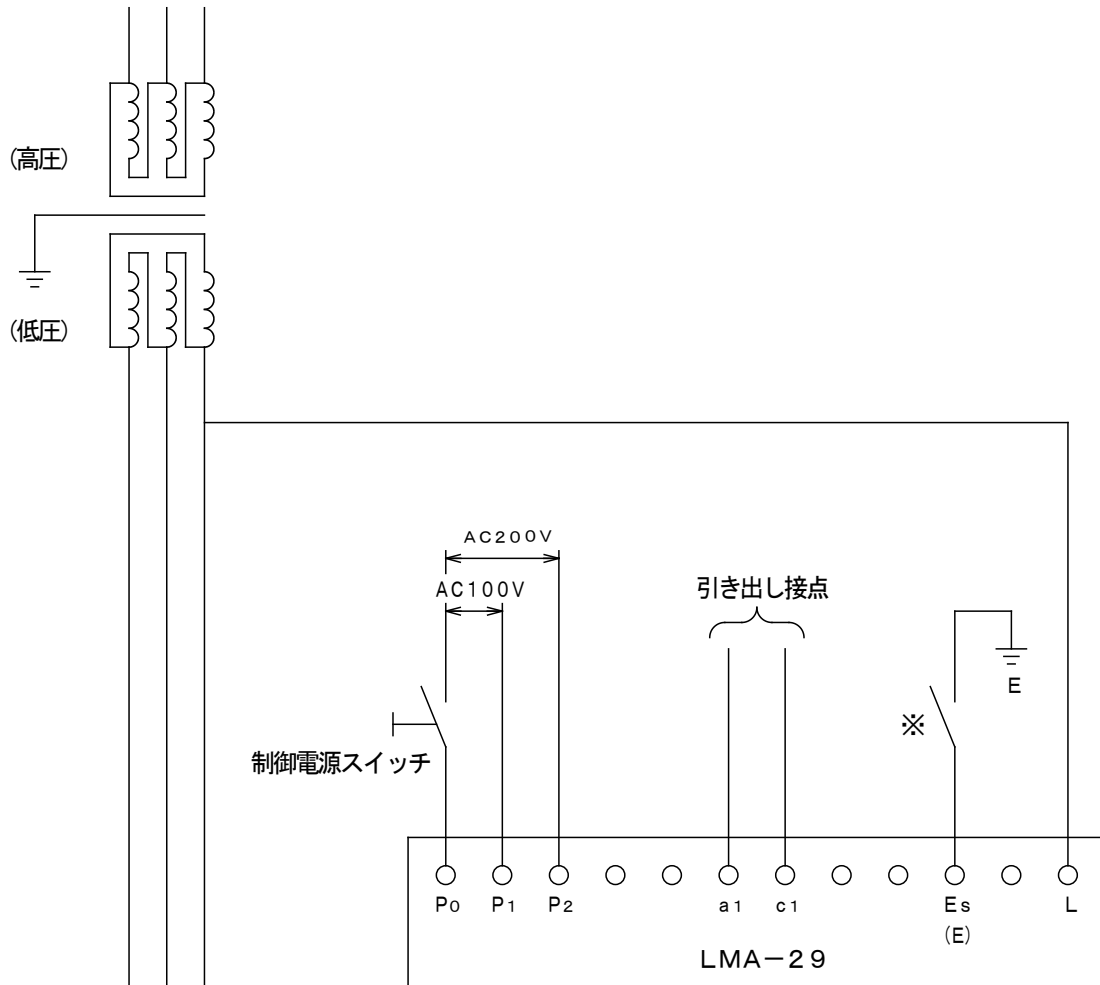 (高圧)
(低圧)
AC200V
AC100V
引き出し接点
E
※
制御電源スイッチ
P0 P1 P2 a1 c1 Es L
(E)
LMA-29